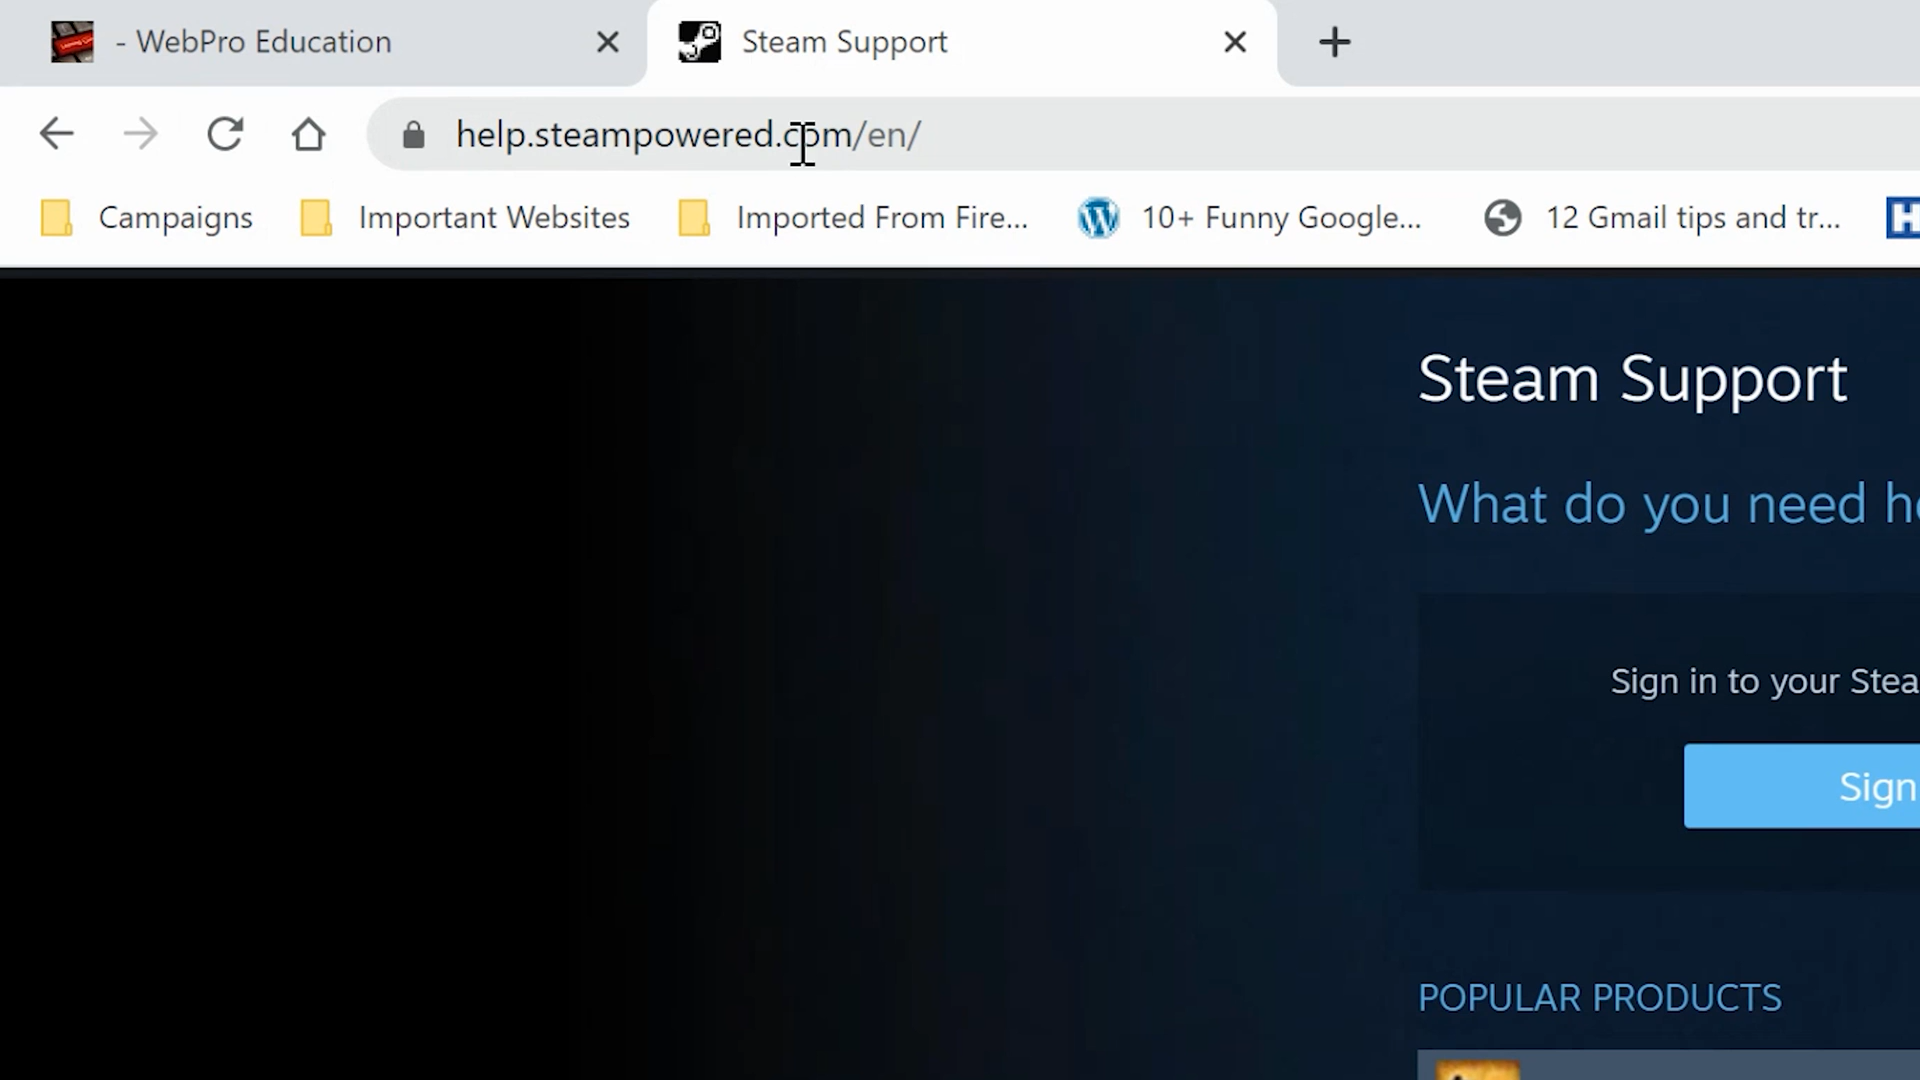 - WebPro Education
Steam Support
help.steampowered.com/en/
Campaigns
Important Websites
Imported From Fire...
10+ Funny Google...
12 Gmail tips and tr...
H
Steam Support
What do you need he
Sign in to your Stea
Sign
POPULAR PRODUCTS